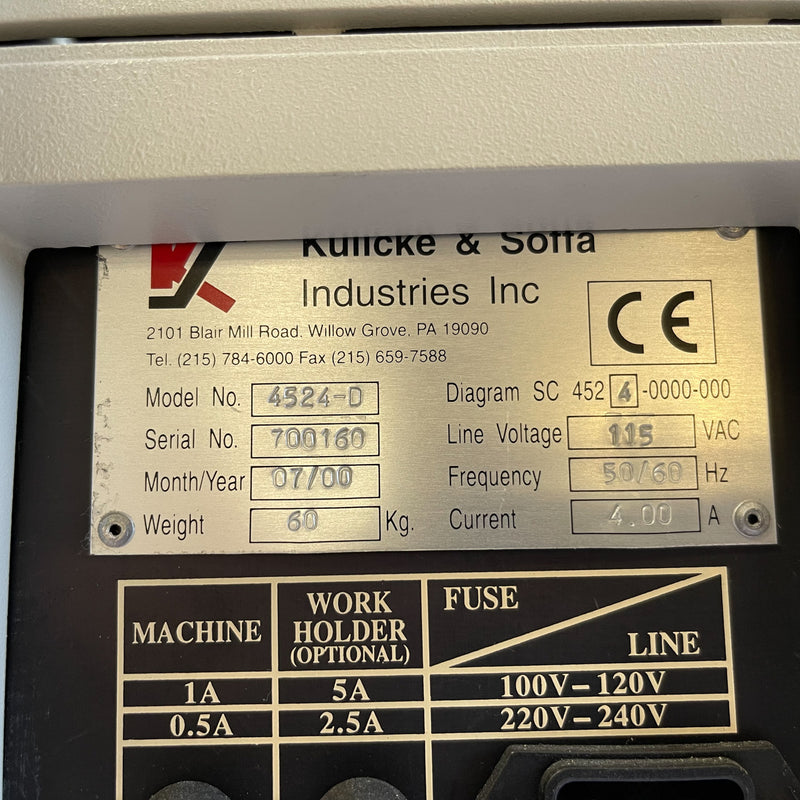 Kulicke & Soffa
Industries Inc
2101 Blair Mill Road, Willow Grove, PA 19090
Tel. (215) 784-6000 Fax (215) 659-7588
CE
Model No. 4524-D
Diagram SC 452 4 -0000-000
Serial No. 700160
Line Voltage 115 VAC
Month/Year 07/00
Frequency 50/60 Hz
Weight 60 Kg.
Current 4.00 A
MACHINE
WORK
HOLDER
(OPTIONAL)
FUSE
LINE
1A 5A 100V-120V
0.5A 2.5A 220V-240V